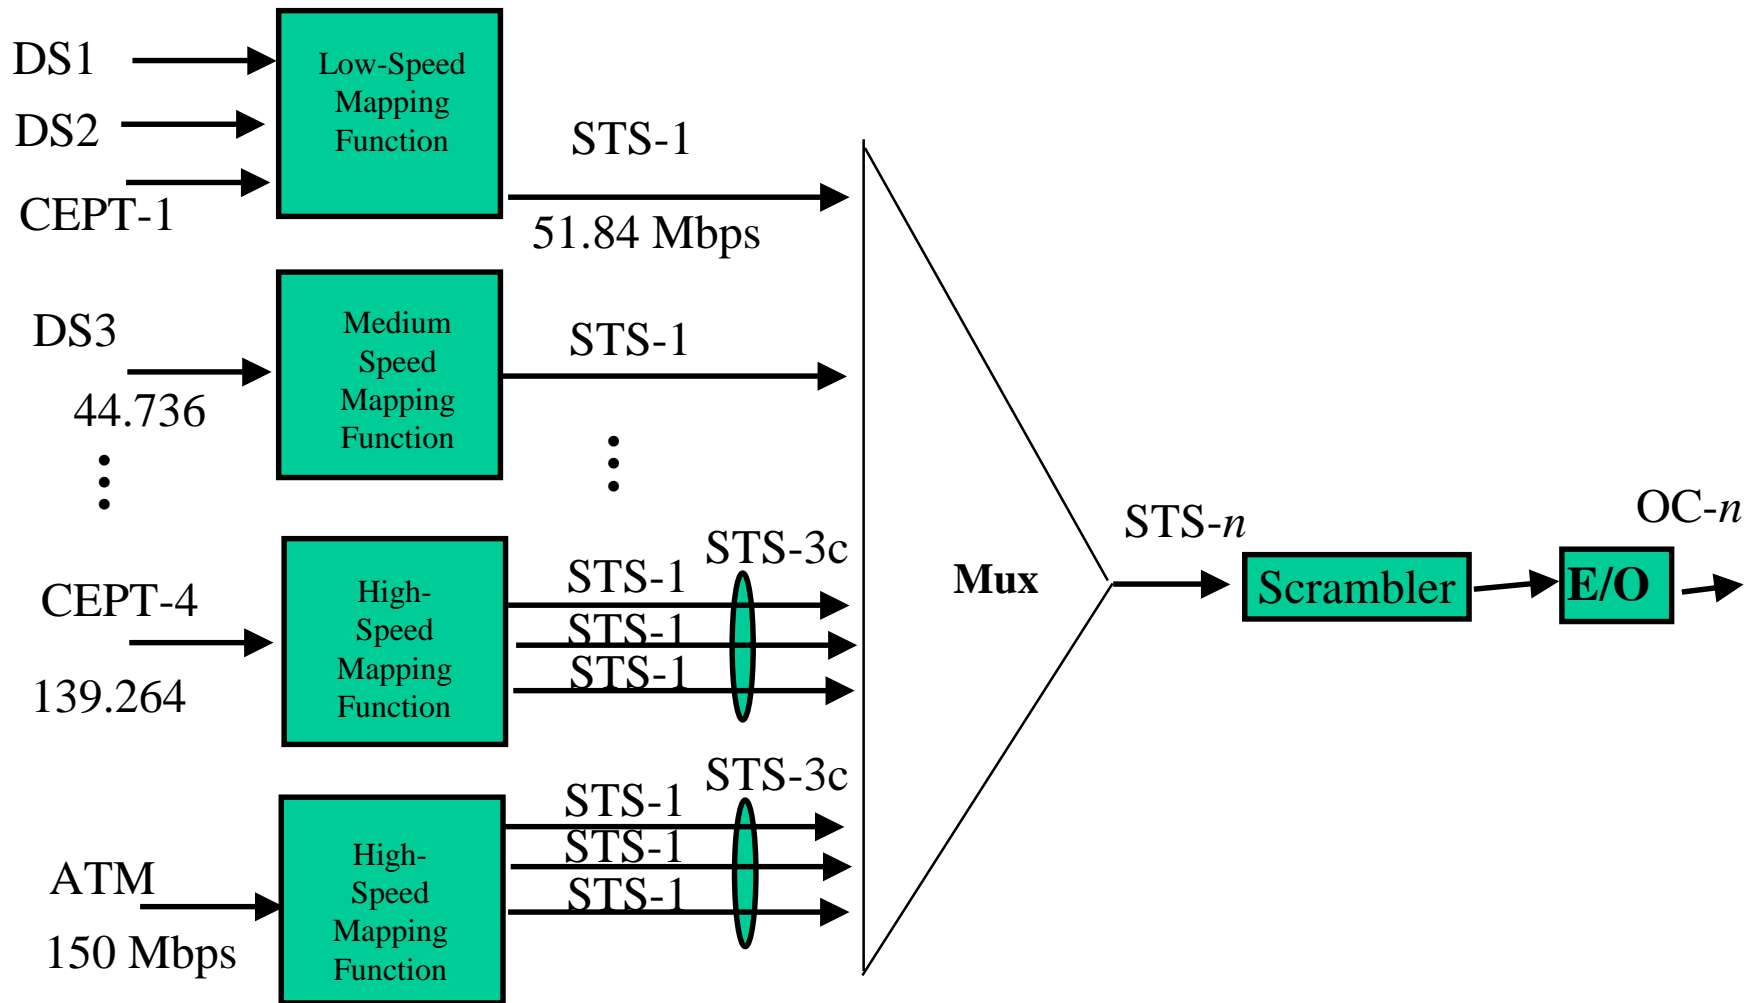 DS1
DS2
CEPT-1
Low-Speed
Mapping
Function
STS-1
51.84 Mbps
DS3
44.736
Medium
Speed
Mapping
Function
STS-1
CEPT-4
139.264
High-
Speed
Mapping
Function
STS-3c
STS-1
STS-1
STS-1
ATM
150 Mbps
High-
Speed
Mapping
Function
STS-3c
STS-1
STS-1
STS-1
Mux
STS-n
Scrambler
E/O
OC-n